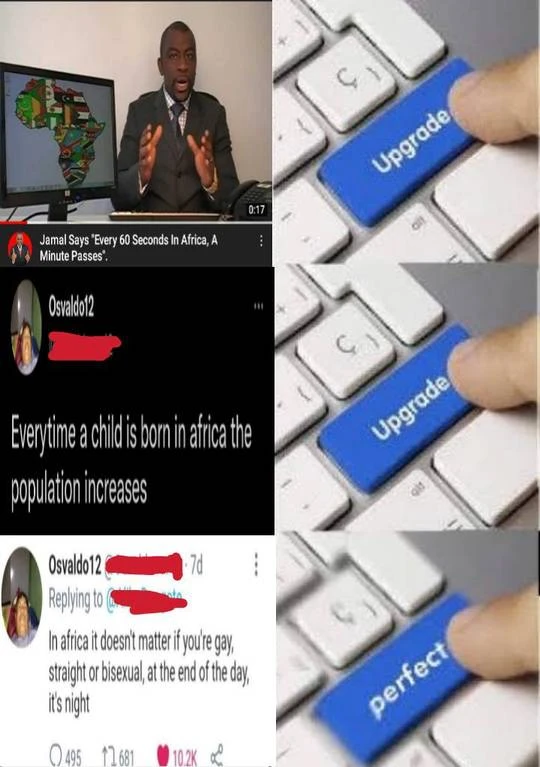 0:17
Jamal Says "Every 60 Seconds In Africa, A
Minute Passes".
Upgrade
Osvaldo12
Everytime a child is born in africa the
population increases
Upgrade
Osvaldo12
· 7d
Replying to @
In africa it doesn't matter if you're gay,
straight or bisexual, at the end of the day,
it's night
495 681 10.2K
perfect